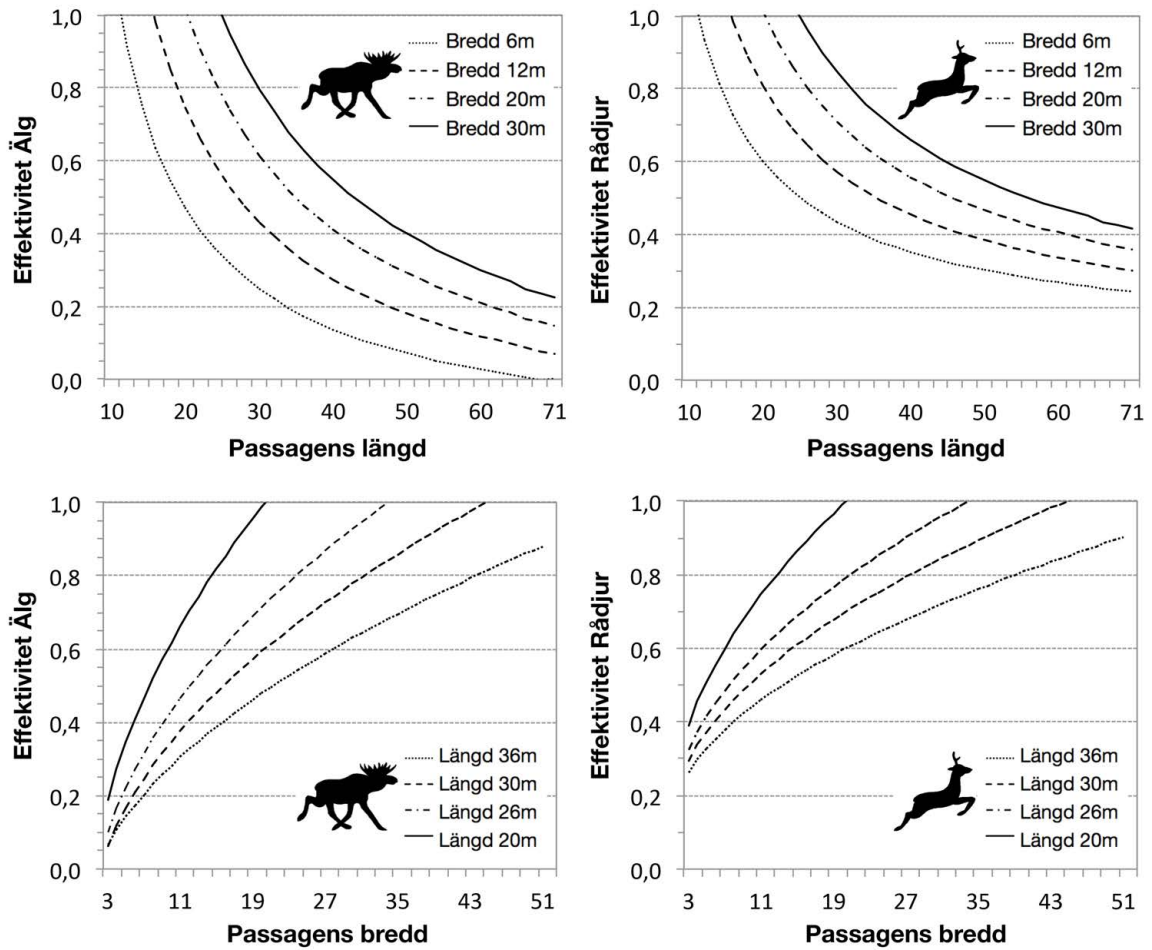 Effektivitet Älg
1,0
0,8
0,6
0,4
0,2
0,0
Bredd 6m
Bredd 12m
Bredd 20m
Bredd 30m
10 20 30 40 50 60 71
Passagens längd
Effektivitet Rådjur
1,0
0,8
0,6
0,4
0,2
0,0
Bredd 6m
Bredd 12m
Bredd 20m
Bredd 30m
10 20 30 40 50 60 71
Passagens längd
Effektivitet Älg
1,0
0,8
0,6
0,4
0,2
0,0
Längd 36m
Längd 30m
Längd 26m
Längd 20m
3 11 19 27 35 43 51
Passagens bredd
Effektivitet Rådjur
1,0
0,8
0,6
0,4
0,2
0,0
Längd 36m
Längd 30m
Längd 26m
Längd 20m
3 11 19 27 35 43 51
Passagens bredd